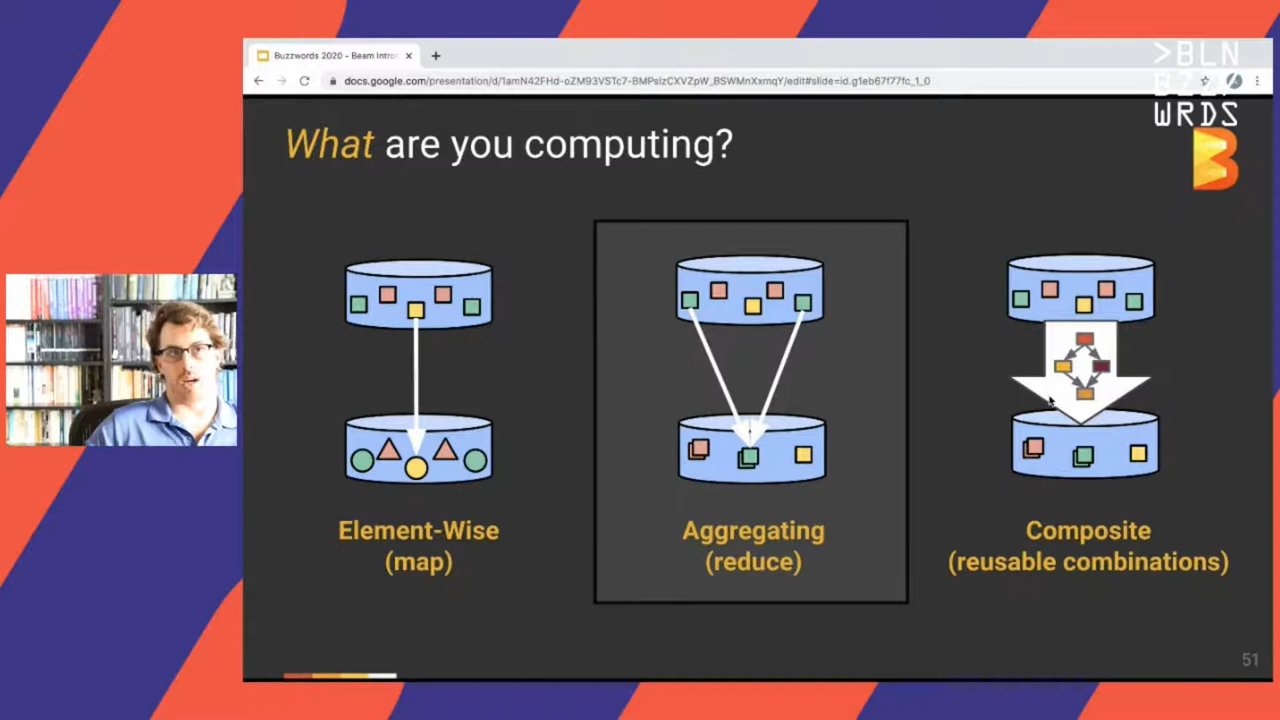 Buzzwords 2020 - Beam Intro
docs.google.com/presentation/d/1amN42FHd-oZM93VSTc7-BMPslzCXVZpW_BSWMnXxmqY/edit#slide=id.g1eb67f77fc_1_0
>BLN
WRDS
What are you computing?
Element-Wise
(map)
Aggregating
(reduce)
Composite
(reusable combinations)
51